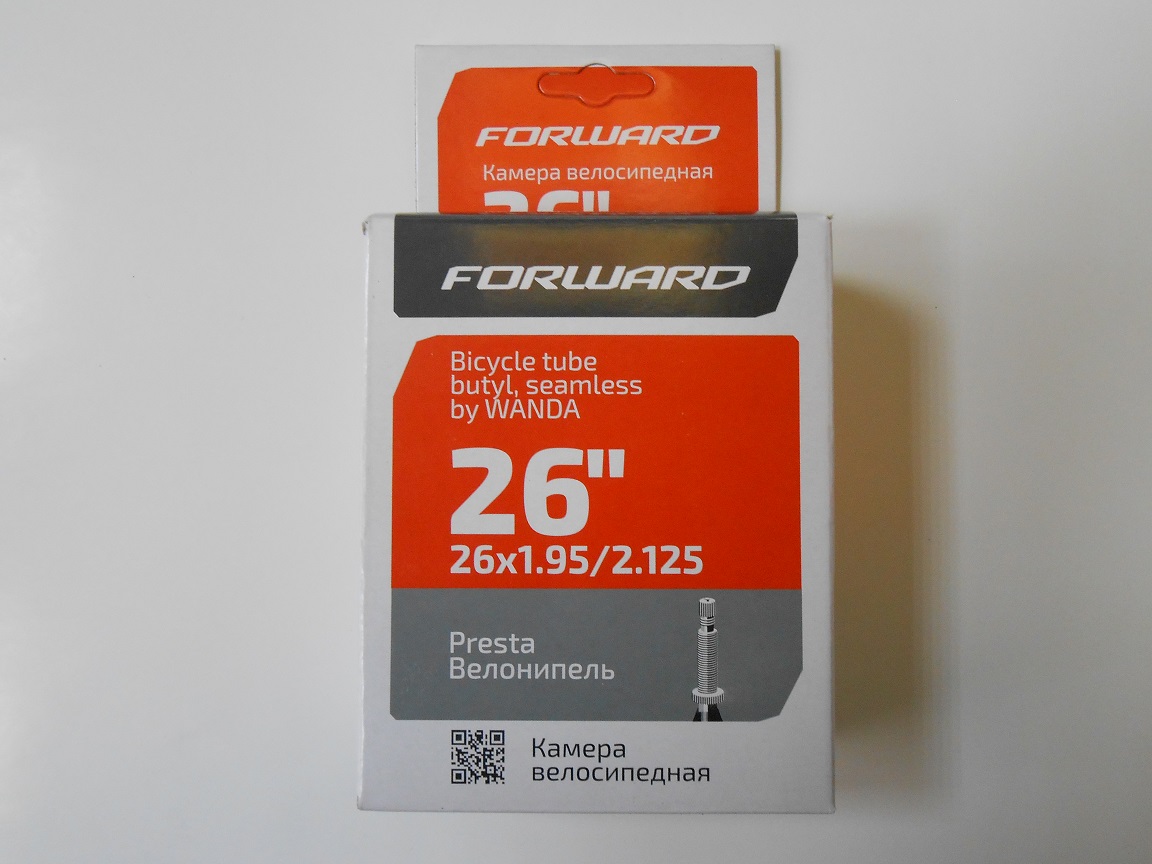 FORWARD
Камера велосипедная
26"
FORWARD
Bicycle tube
butyl, seamless
by WANDA
26"
26x1.95/2.125
Presta
Велонипель
Камера
велосипедная